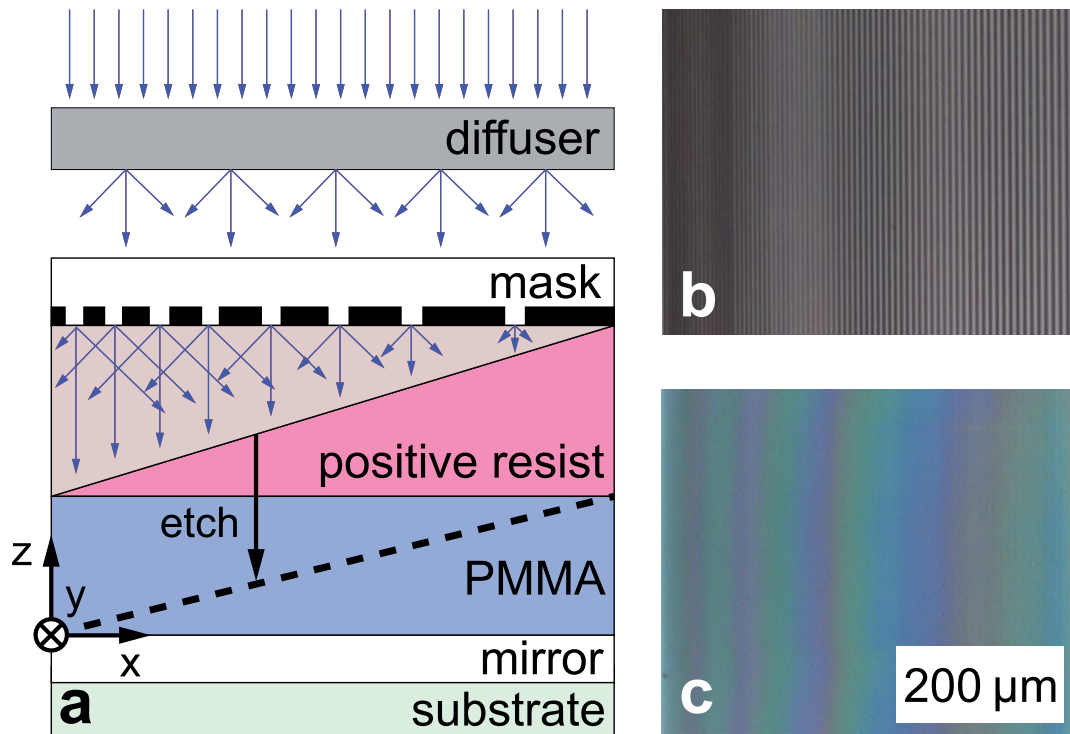 diffuser
mask
positive resist
etch
PMMA
z
y
x
mirror
a
substrate
b
c
200 µm